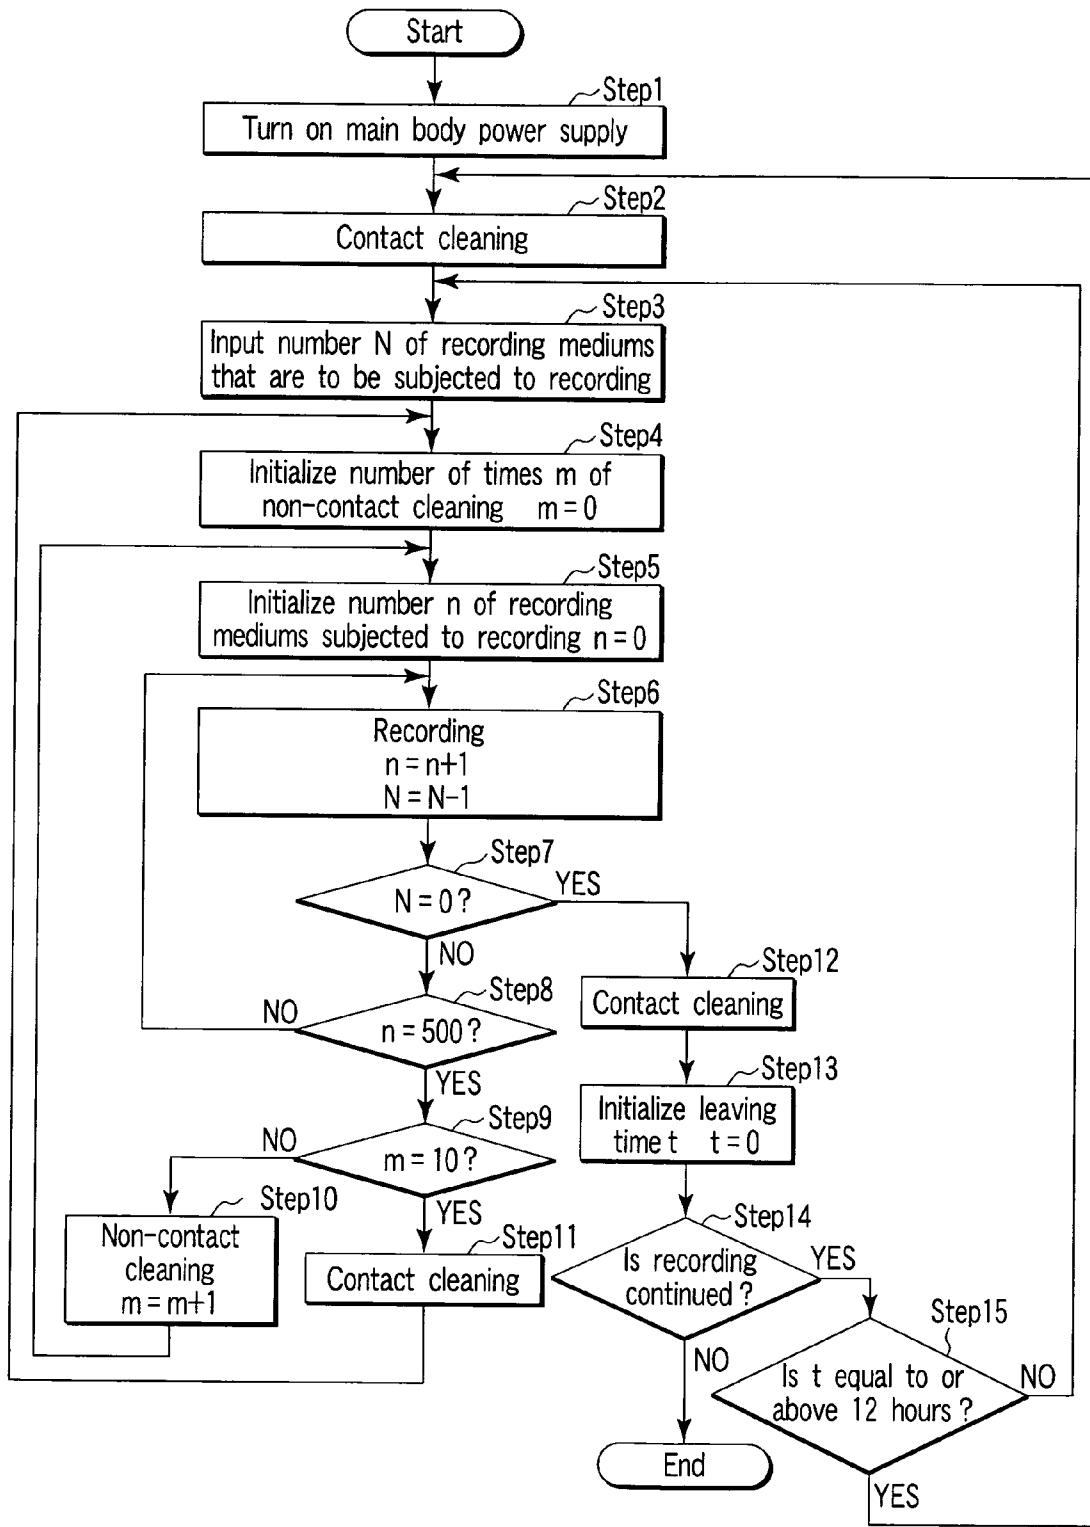 Start
Step1
Turn on main body power supply
Step2
Contact cleaning
Step3
Input number N of recording mediums
that are to be subjected to recording
Step4
Initialize number of times m of
non-contact cleaning m=0
Step5
Initialize number n of recording
mediums subjected to recording n=0
Step6
Recording
n=n+1
N=N-1
Step7
N=0?
YES
NO
Step8
n=500?
NO
YES
Step9
m=10?
NO
YES
Step10
Non-contact
cleaning
m=m+1
Step11
Contact cleaning
Step12
Contact cleaning
Step13
Initialize leaving
time t t=0
Step14
Is recording
continued?
YES
NO
Step15
Is t equal to or
above 12 hours?
NO
YES
End